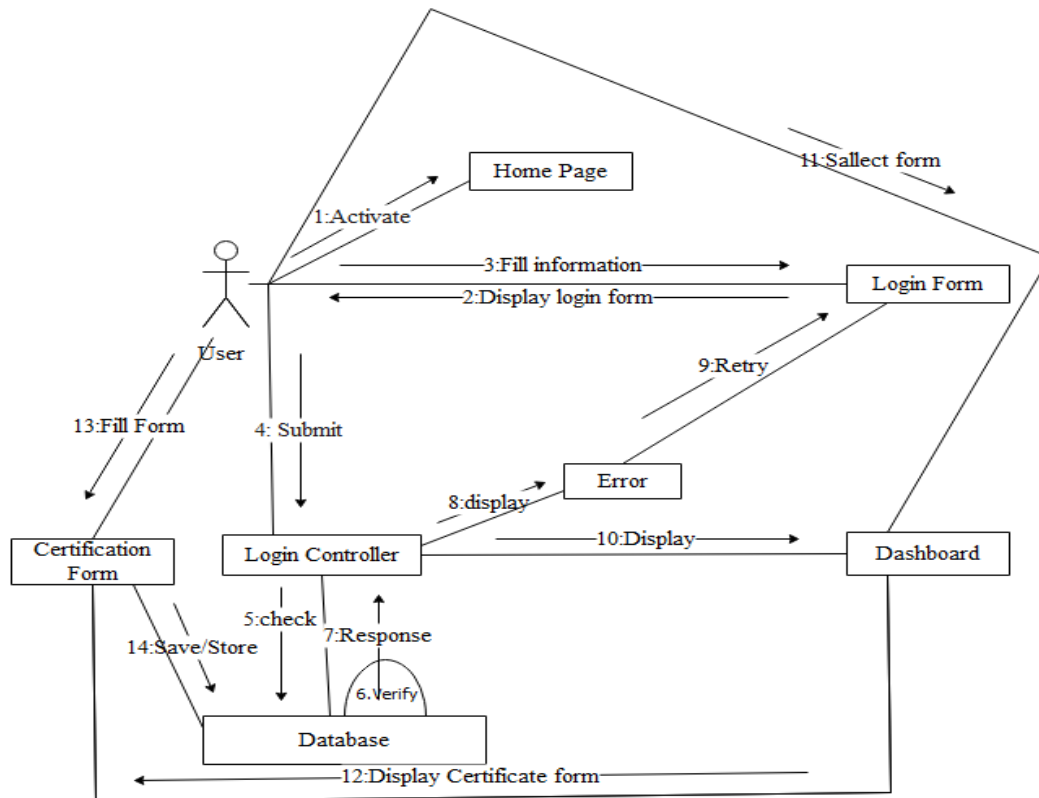 11:Sallect form
Home Page
1:Activate
3:Fill information
Login Form
2:Display login form
User
9:Retry
13:Fill Form
4: Submit
Error
8:display
Certification
Form
Login Controller
10:Display
Dashboard
5:check
7:Response
14:Save/Store
6.Verify
Database
12:Display Certificate form